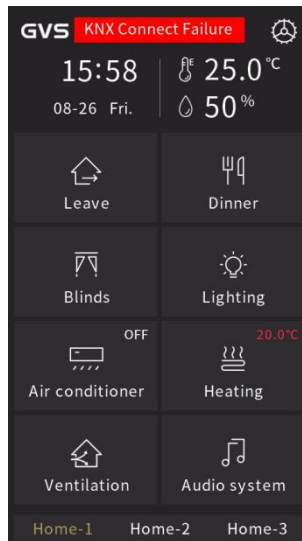 GVS KNX Connect Failure
15:58 E 25.0°C
08-26 Fri. 50%
Leave Dinner
Blinds Lighting
OFF 20.0°C
Air conditioner Heating
Ventilation Audio system
Home-1 Home-2 Home-3